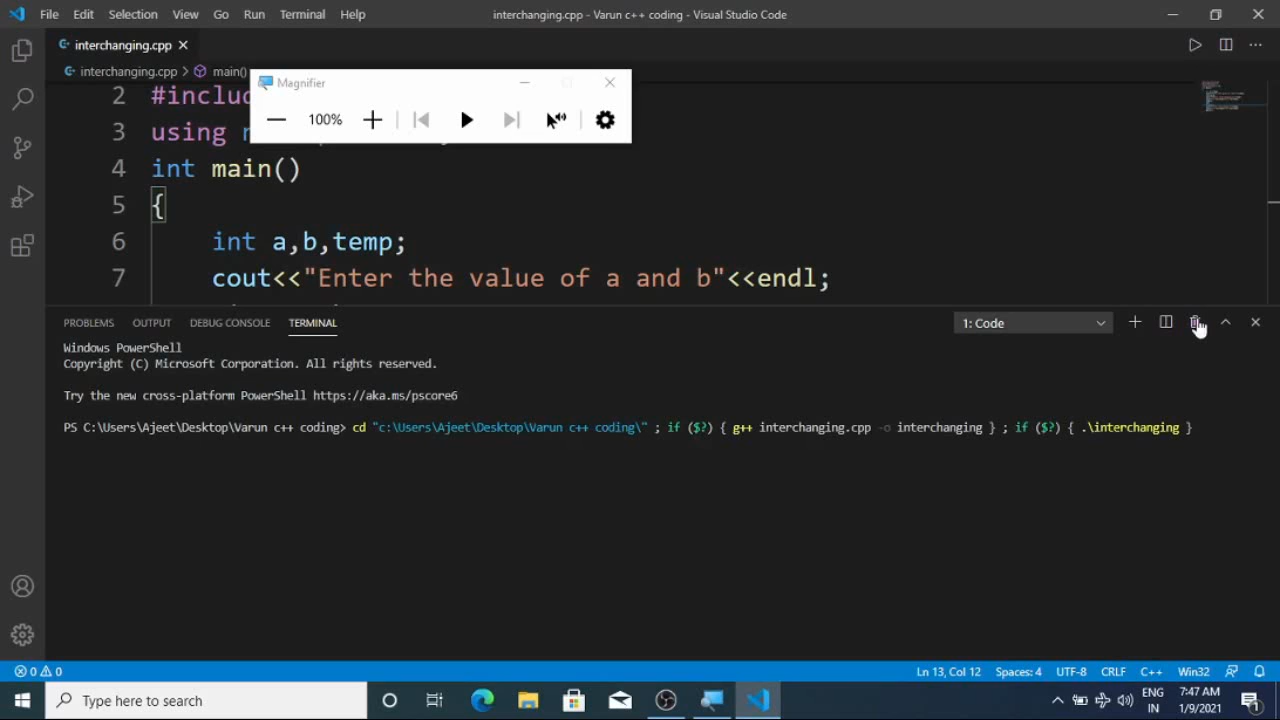 File Edit Selection View Go Run Terminal Help
interchanging.cpp - Varun c++ coding - Visual Studio Code
interchanging.cpp
interchanging.cpp > main()
Magnifier
100%
2 #includ
3 using
4 int main()
5 {
6 int a,b,temp;
7 cout<<"Enter the value of a and b"<<endl;
PROBLEMS OUTPUT DEBUG CONSOLE TERMINAL
1: Code
Windows PowerShell
Copyright (C) Microsoft Corporation. All rights reserved.
Try the new cross-platform PowerShell https://aka.ms/pscore6
PS C:\Users\Ajeet\Desktop\Varun c++ coding> cd "c:\Users\Ajeet\Desktop\Varun c++ coding\" ; if ($?) { g++ interchanging.cpp -o interchanging } ; if ($?) { .\interchanging }
0 0
Ln 13, Col 12 Spaces: 4 UTF-8 CRLF C++ Win32
Type here to search
ENG
IN
7:47 AM
1/9/2021
1